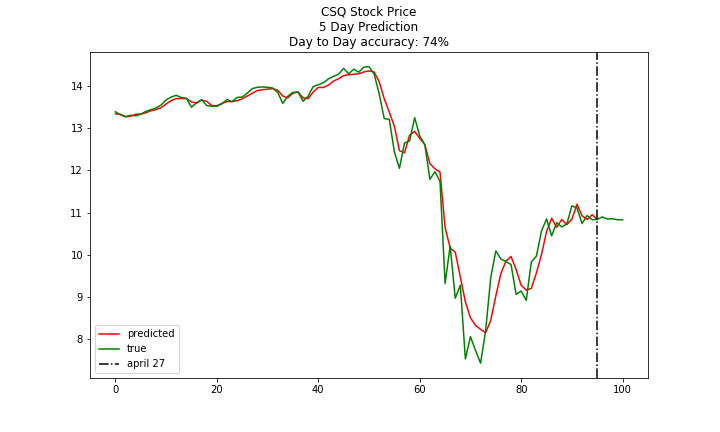 CSQ Stock Price
5 Day Prediction
Day to Day accuracy: 74%
14
13
12
11
10
9
8
predicted
true
april 27
0
20
40
60
80
100